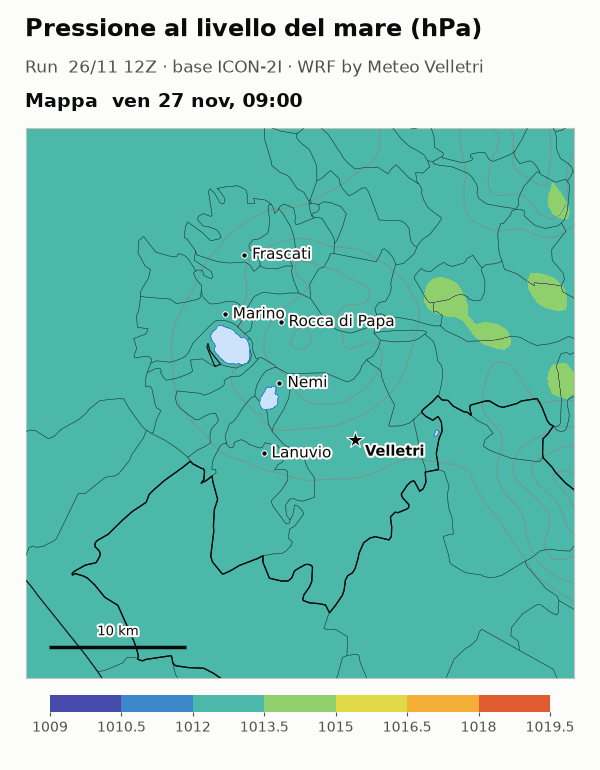 Pressione al livello del mare (hPa)
Run  26/11 12Z · base ICON-2I · WRF by Meteo Velletri
Mappa  ven 27 nov, 09:00
Frascati
Marino
Rocca di Papa
Nemi
Velletri
Lanuvio
10 km
1009 1010.5 1012 1013.5 1015 1016.5 1018 1019.5